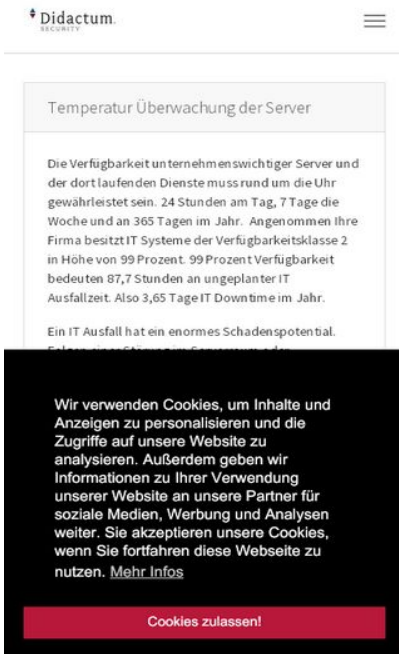 Didactum
SECURITY
Temperatur Überwachung der Server
Die Verfügbarkeit unternehmenswichtiger Server und
der dort laufenden Dienste muss rund um die Uhr
gewährleistet sein. 24 Stunden am Tag, 7 Tage die
Woche und an 365 Tagen im Jahr. Angenommen Ihre
Firma besitzt IT Systeme der Verfügbarkeitsklasse 2
in Höhe von 99 Prozent. 99 Prozent Verfügbarkeit
bedeuten 87,7 Stunden an ungeplanter IT
Ausfallzeit. Also 3,65 Tage IT Downtime im Jahr.
Ein IT Ausfall hat ein enormes Schadenspotential.
Folgen einer Störung im Serverraum oder
Wir verwenden Cookies, um Inhalte und
Anzeigen zu personalisieren und die
Zugriffe auf unsere Website zu
analysieren. Außerdem geben wir
Informationen zu Ihrer Verwendung
unserer Website an unsere Partner für
soziale Medien, Werbung und Analysen
weiter. Sie akzeptieren unsere Cookies,
wenn Sie fortfahren diese Webseite zu
nutzen. Mehr Infos
Cookies zulassen!